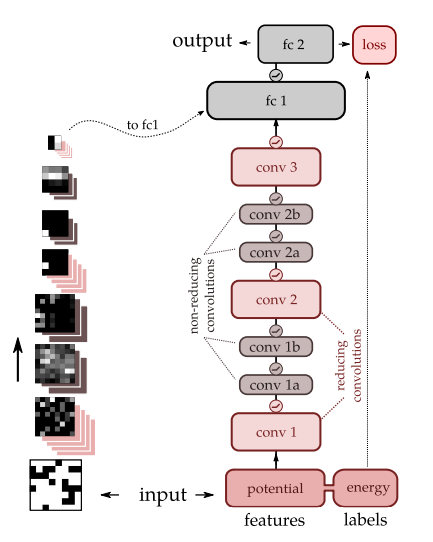 output
fc 2
loss
fc 1
to fc1
conv 3
conv 2b
conv 2a
non-reducing
convolutions
conv 2
conv 1b
conv 1a
reducing
convolutions
conv 1
input
potential
energy
features
labels